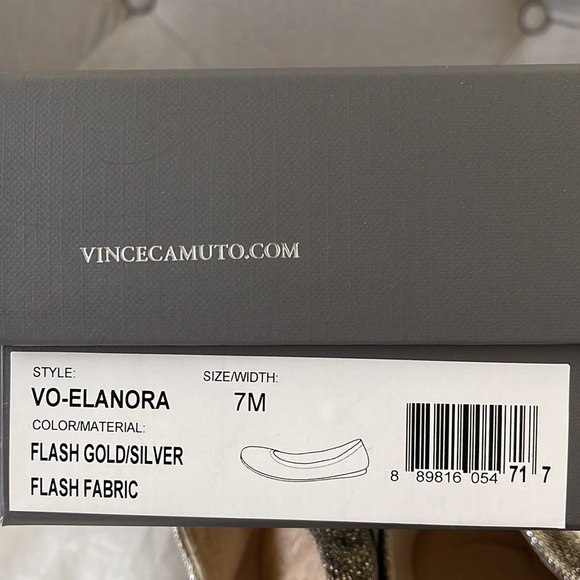 VINCECAMUTO.COM
STYLE:
VO-ELANORA
SIZE/WIDTH:
7M
COLOR/MATERIAL:
FLASH GOLD/SILVER
FLASH FABRIC
8 89816 054 71 7